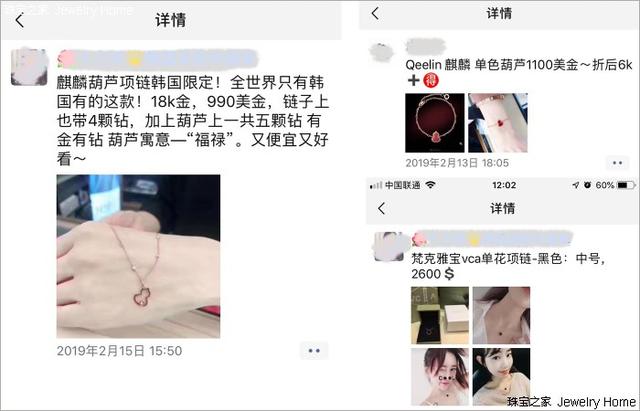 珠宝之家 Jewelry Home
详情
麒麟葫芦项链韩国限定！全世界只有韩
国有的这款！18k金，990美金，链子上
也带4颗钻，加上葫芦上一共五颗钻 有
金有钻 葫芦寓意—“福禄”。又便宜又好
看～
2019年2月15日 15:50
详情
Qeelin 麒麟 单色葫芦1100美金～折后6k
➕🉐
2019年2月13日 18:05
中国联通 12:02 60%
详情
梵克雅宝vca单花项链-黑色：中号，
2600💲
珠宝之家 Jewelry Home